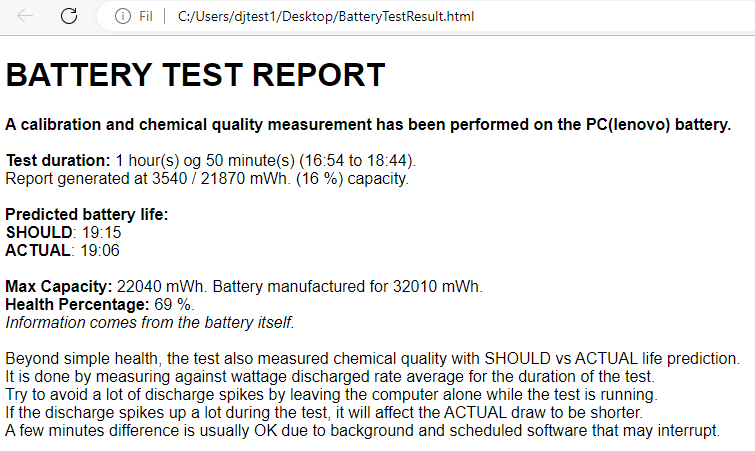 Fil
C:/Users/djtest1/Desktop/BatteryTestResult.html
BATTERY TEST REPORT
A calibration and chemical quality measurement has been performed on the PC(lenovo) battery.
Test duration: 1 hour(s) og 50 minute(s) (16:54 to 18:44).
Report generated at 3540 / 21870 mWh. (16 %) capacity.
Predicted battery life:
SHOULD: 19:15
ACTUAL: 19:06
Max Capacity: 22040 mWh. Battery manufactured for 32010 mWh.
Health Percentage: 69 %.
Information comes from the battery itself.
Beyond simple health, the test also measured chemical quality with SHOULD vs ACTUAL life prediction.
It is done by measuring against wattage discharged rate average for the duration of the test.
Try to avoid a lot of discharge spikes by leaving the computer alone while the test is running.
If the discharge spikes up a lot during the test, it will affect the ACTUAL draw to be shorter.
A few minutes difference is usually OK due to background and scheduled software that may interrupt.